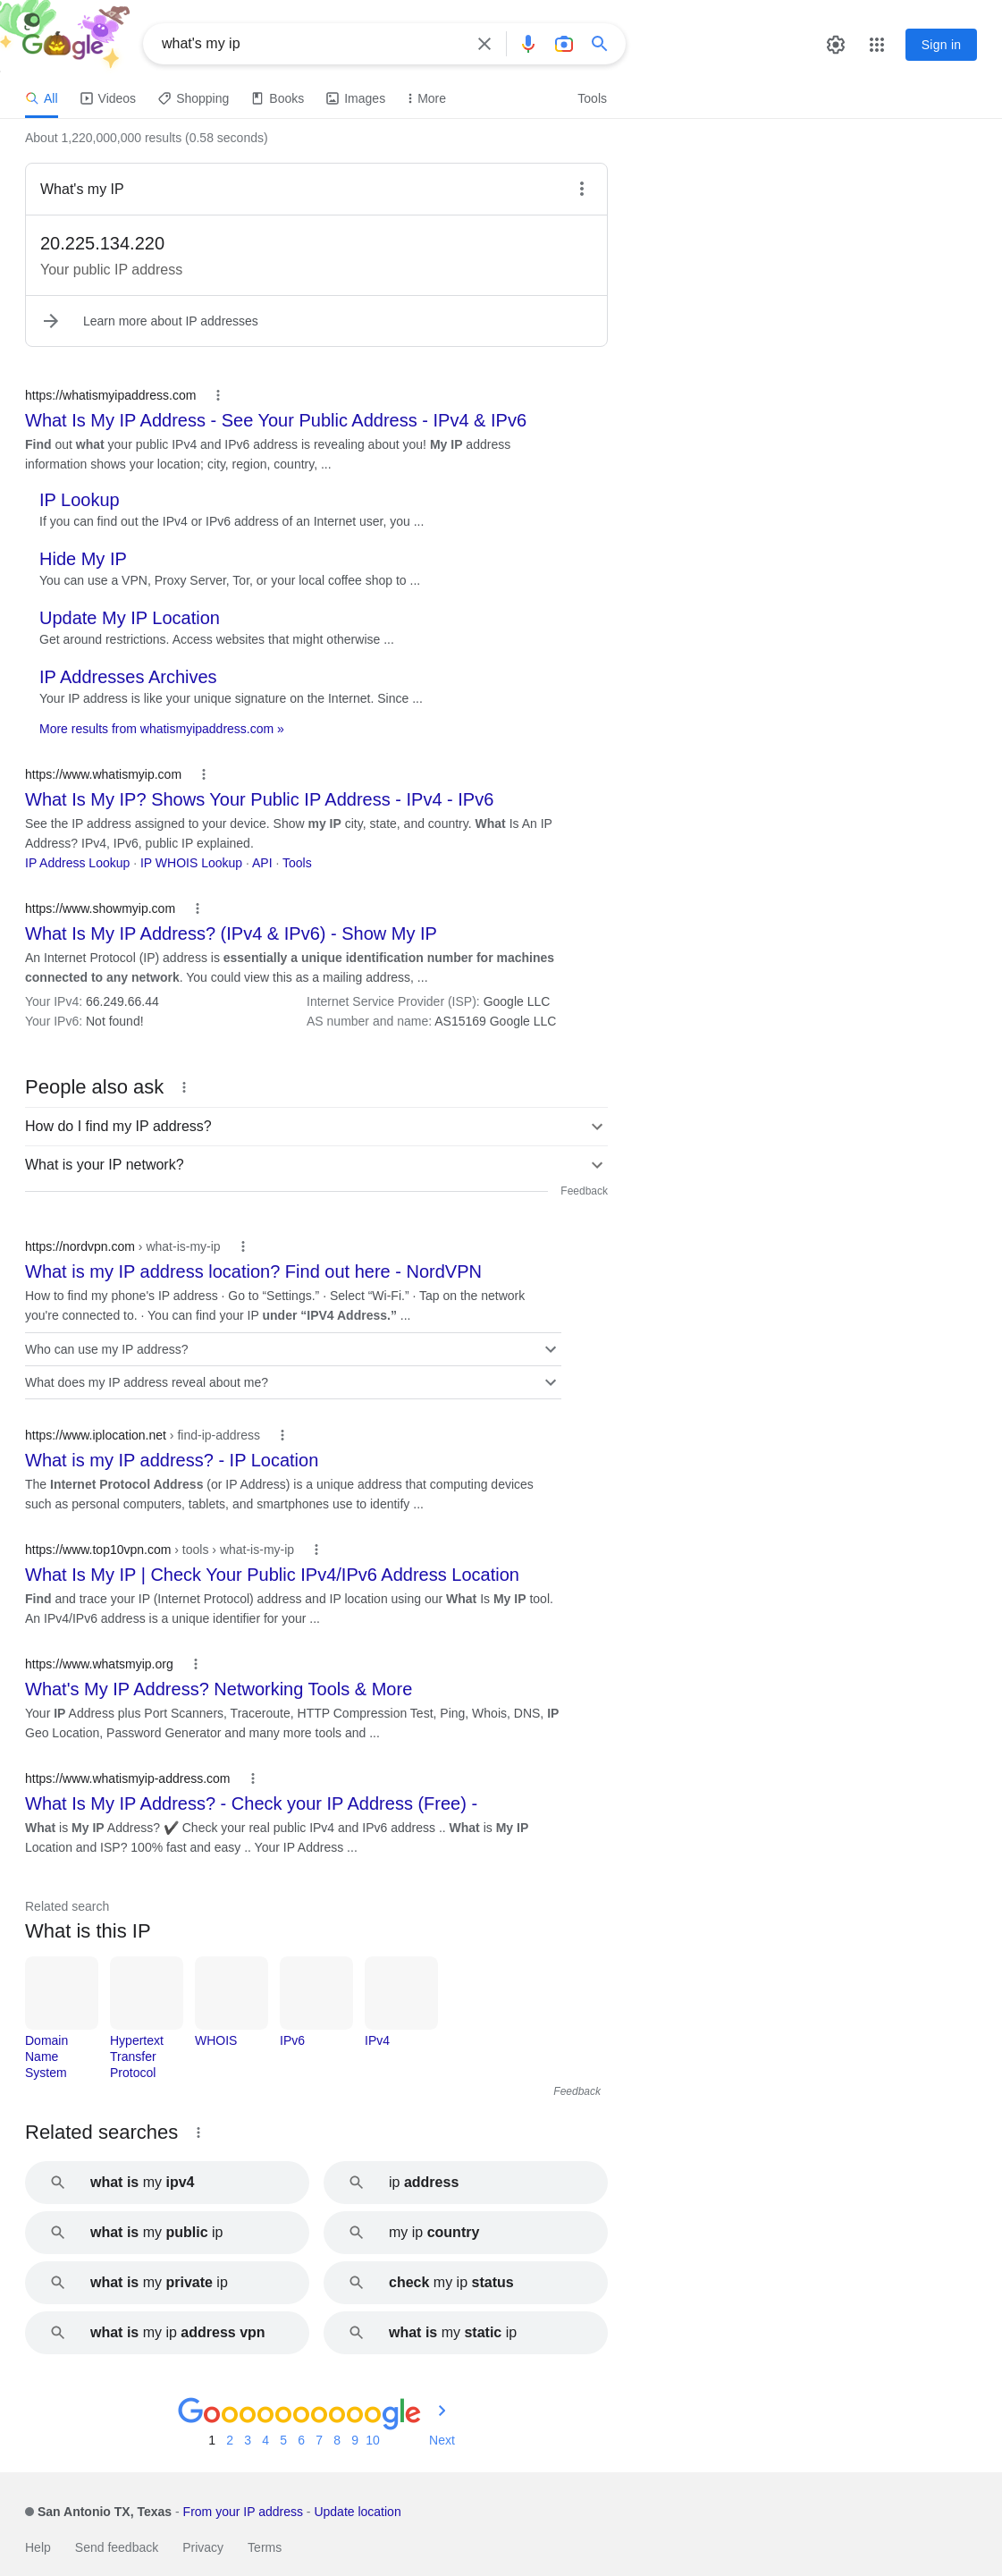 Google
what's my ip
Sign in
All
Videos
Shopping
Books
Images
More
Tools
About 1,220,000,000 results (0.58 seconds)
What's my IP
20.225.134.220
Your public IP address
Learn more about IP addresses
https://whatismyipaddress.com
What Is My IP Address - See Your Public Address - IPv4 & IPv6
Find out what your public IPv4 and IPv6 address is revealing about you! My IP address
information shows your location; city, region, country, ...
IP Lookup
If you can find out the IPv4 or IPv6 address of an Internet user, you ...
Hide My IP
You can use a VPN, Proxy Server, Tor, or your local coffee shop to ...
Update My IP Location
Get around restrictions. Access websites that might otherwise ...
IP Addresses Archives
Your IP address is like your unique signature on the Internet. Since ...
More results from whatismyipaddress.com »
https://www.whatismyip.com
What Is My IP? Shows Your Public IP Address - IPv4 - IPv6
See the IP address assigned to your device. Show my IP city, state, and country. What Is An IP
Address? IPv4, IPv6, public IP explained.
IP Address Lookup · IP WHOIS Lookup · API · Tools
https://www.showmyip.com
What Is My IP Address? (IPv4 & IPv6) - Show My IP
An Internet Protocol (IP) address is essentially a unique identification number for machines
connected to any network. You could view this as a mailing address, ...
Your IPv4: 66.249.66.44
Internet Service Provider (ISP): Google LLC
Your IPv6: Not found!
AS number and name: AS15169 Google LLC
People also ask
How do I find my IP address?
What is your IP network?
Feedback
https://nordvpn.com › what-is-my-ip
What is my IP address location? Find out here - NordVPN
How to find my phone's IP address · Go to “Settings.” · Select “Wi-Fi.” · Tap on the network
you're connected to. · You can find your IP under “IPV4 Address.” ...
Who can use my IP address?
What does my IP address reveal about me?
https://www.iplocation.net › find-ip-address
What is my IP address? - IP Location
The Internet Protocol Address (or IP Address) is a unique address that computing devices
such as personal computers, tablets, and smartphones use to identify ...
https://www.top10vpn.com › tools › what-is-my-ip
What Is My IP | Check Your Public IPv4/IPv6 Address Location
Find and trace your IP (Internet Protocol) address and IP location using our What Is My IP tool.
An IPv4/IPv6 address is a unique identifier for your ...
https://www.whatsmyip.org
What's My IP Address? Networking Tools & More
Your IP Address plus Port Scanners, Traceroute, HTTP Compression Test, Ping, Whois, DNS, IP
Geo Location, Password Generator and many more tools and ...
https://www.whatismyip-address.com
What Is My IP Address? - Check your IP Address (Free) -
What is My IP Address? ✔️ Check your real public IPv4 and IPv6 address .. What is My IP
Location and ISP? 100% fast and easy .. Your IP Address ...
Related search
What is this IP
Domain
Name
System
Hypertext
Transfer
Protocol
WHOIS
IPv6
IPv4
Feedback
Related searches
what is my ipv4
ip address
what is my public ip
my ip country
what is my private ip
check my ip status
what is my ip address vpn
what is my static ip
Goooooooooogle
1 2 3 4 5 6 7 8 9 10
Next
San Antonio TX, Texas - From your IP address - Update location
Help
Send feedback
Privacy
Terms